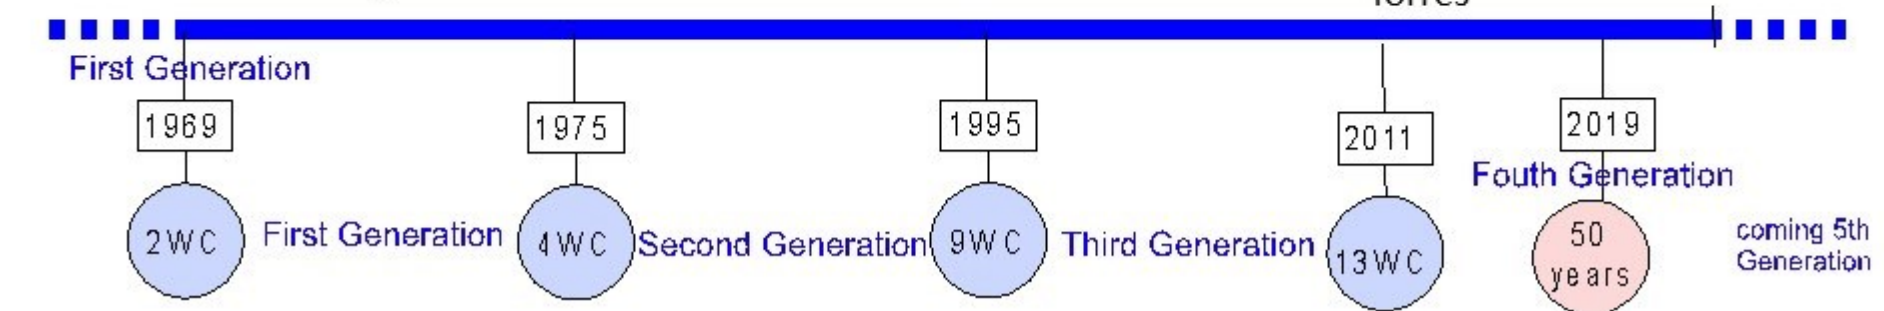 First Generation
1969
1975
1995
2011
2019
Fouth Generation
2WC
First Generation
4WC
Second Generation
9WC
Third Generation
13WC
50
years
coming 5th
Generation